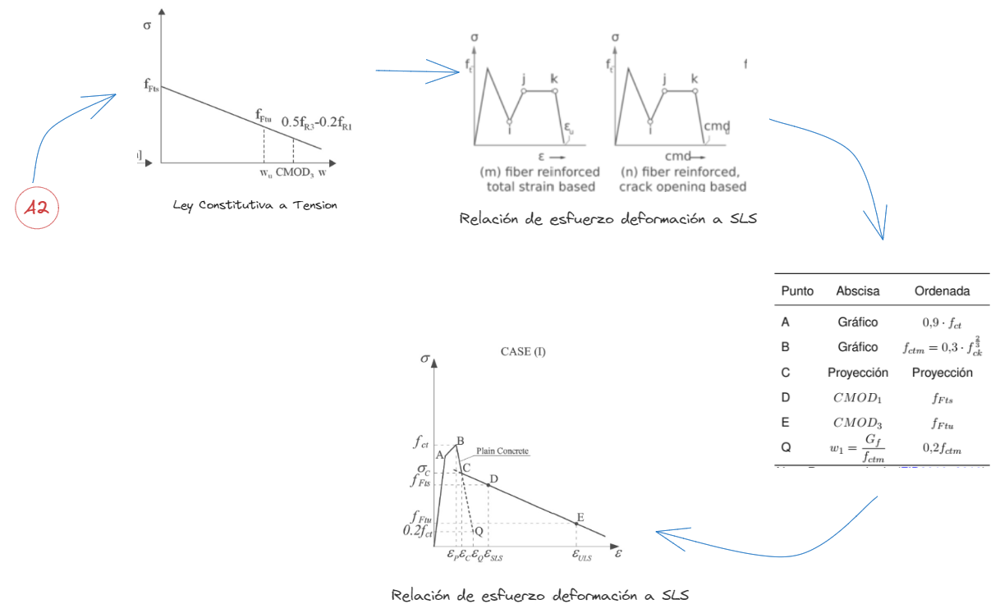 A2
σ
f_Fts
f_Ftu 0.5f_R3-0.2f_R1
w_u CMOD_3 w
Ley Constitutiva a Tension
σ
f_t
j k
i
ε_u
ε
(m) fiber reinforced
total strain based
σ
f_t
j k
i
cmd_u
cmd
(n) fiber reinforced,
crack opening based
f
Relación de esfuerzo deformación a SLS
Punto Abscisa Ordenada
A Gráfico 0,9 · f_ct
B Gráfico f_ctm = 0,3 · f_ck^(2/3)
C Proyección Proyección
D CMOD_1 f_Fts
E CMOD_3 f_Ftu
Q w_1 = G_f/f_ctm 0,2f_ctm
CASE (I)
σ
f_ct
B
A
Plain Concrete
σ_C
C
f_Fts
D
f_Ftu
E
0.2f_ct
Q
ε_P ε_C ε_Q ε_SLS ε_ULS ε
Relación de esfuerzo deformación a SLS